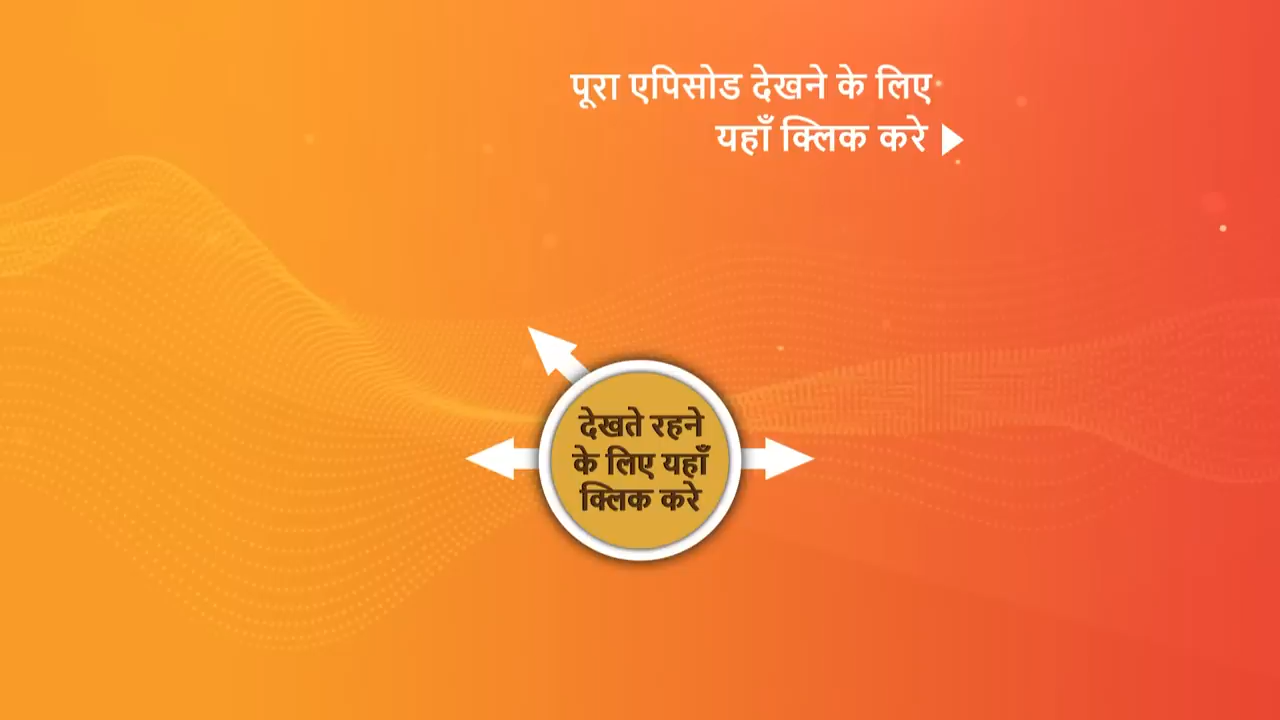 पूरा एपिसोड देखने के लिए
यहाँ क्लिक करे
देखते रहने
के लिए यहाँ
क्लिक करे